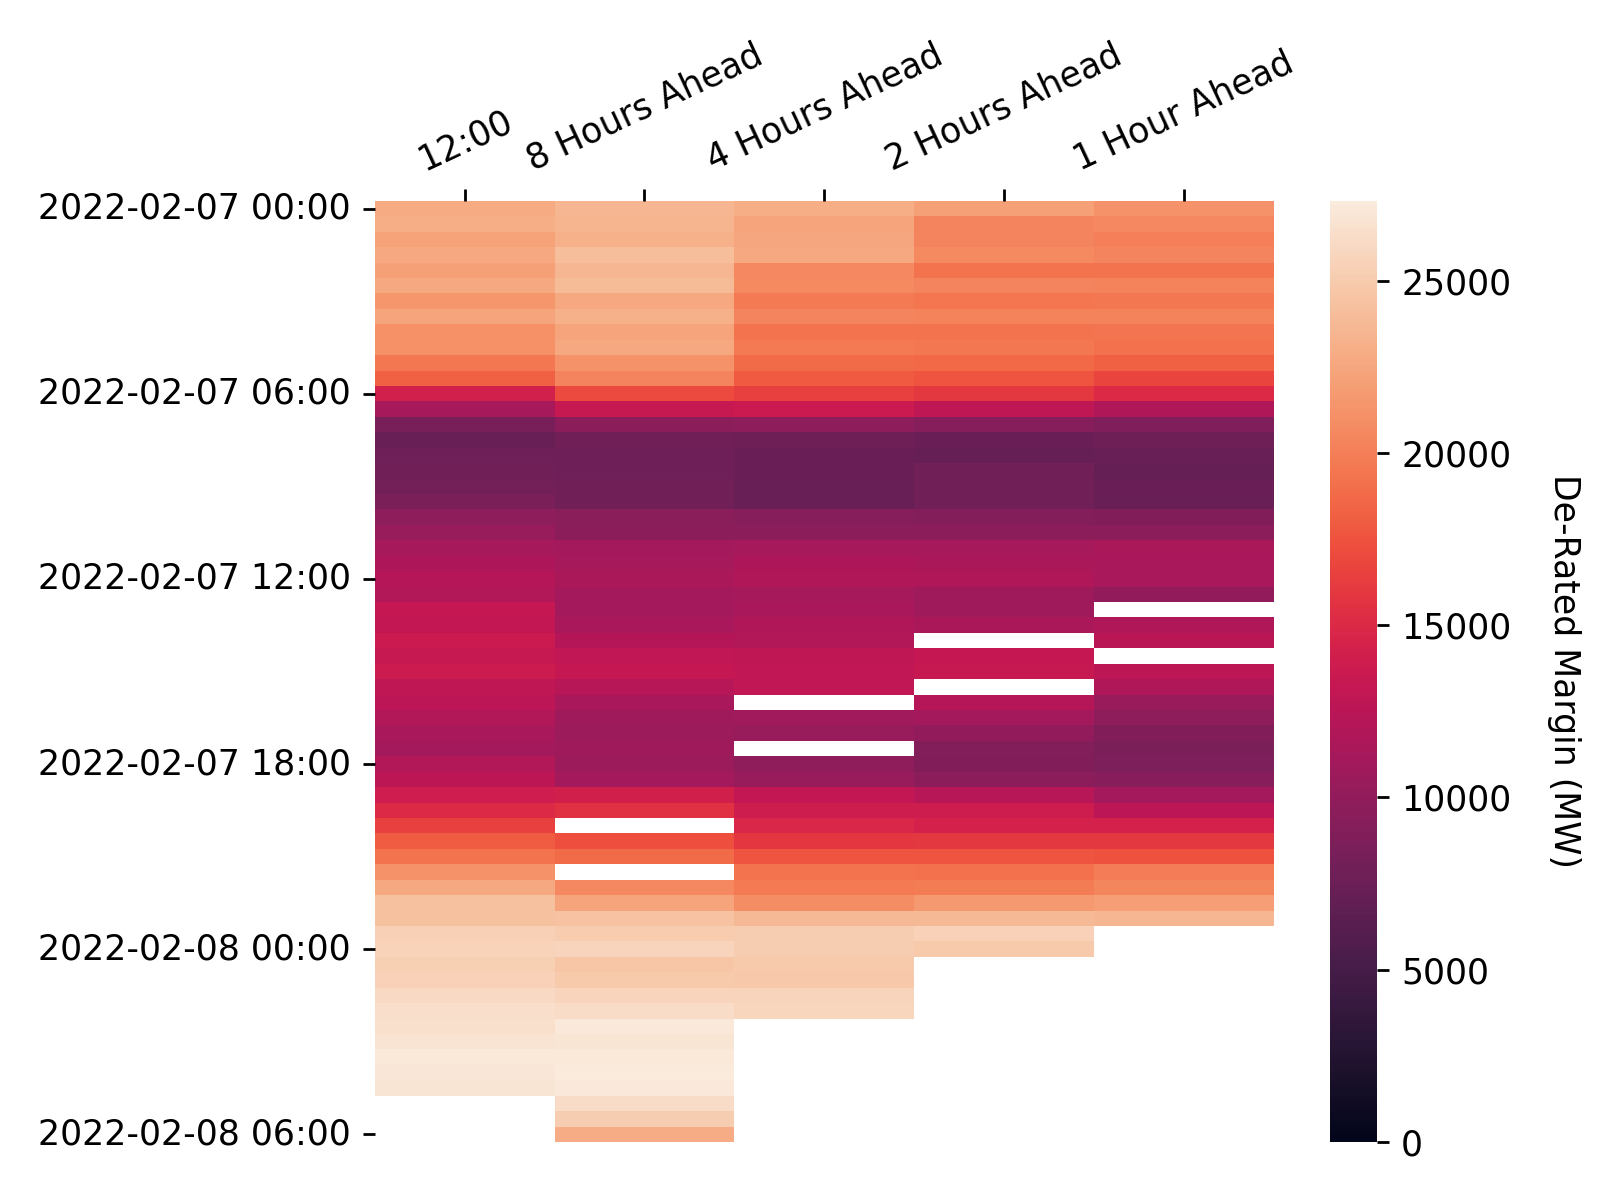 12:00
8 Hours Ahead
4 Hours Ahead
2 Hours Ahead
1 Hour Ahead
2022-02-07 00:00
2022-02-07 06:00
2022-02-07 12:00
2022-02-07 18:00
2022-02-08 00:00
2022-02-08 06:00
25000
20000
15000
10000
5000
0
De-Rated Margin (MW)